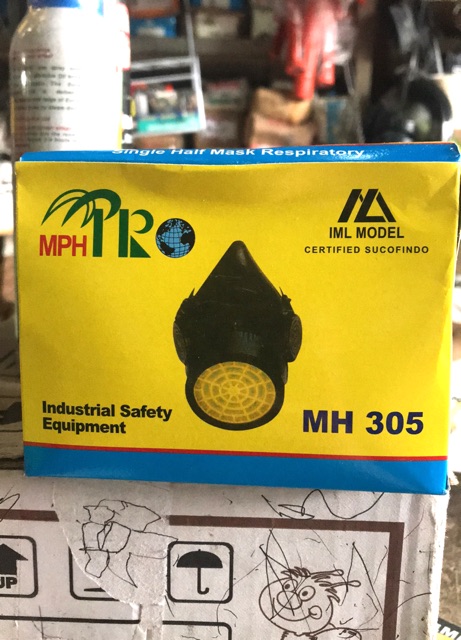 Single Half Mask Respiratory
MPH PRO
IML MODEL
CERTIFIED SUCOFINDO
Industrial Safety
Equipment
MH 305
UP